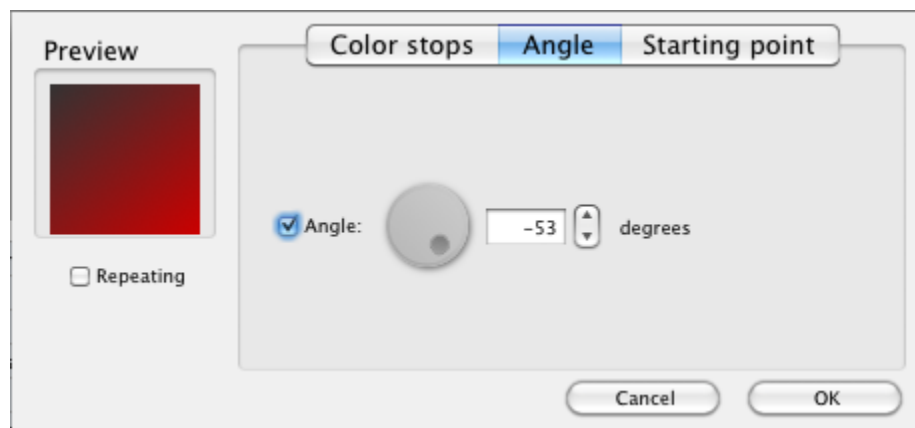 Preview
Color stops Angle Starting point
Angle: -53 degrees
Repeating
Cancel OK